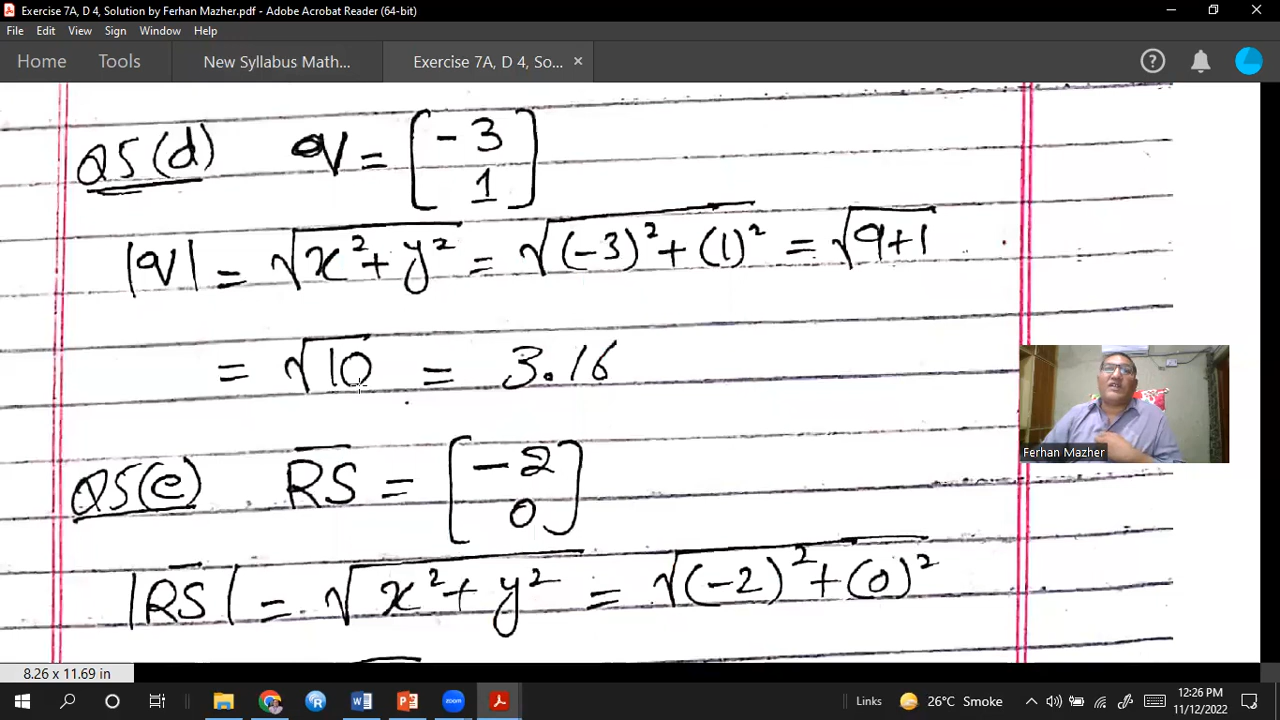 Exercise 7A, D 4, Solution by Ferhan Mazher.pdf - Adobe Acrobat Reader (64-bit)
File Edit View Sign Window Help
Home Tools New Syllabus Math... Exercise 7A, D 4, So... ×
Q5(d) V = [-3 1]
|V| = √x² + y² = √(-3)² + (1)² = √9+1
= √10 = 3.16
Q5(e) RS = [-2 0]
|RS| = √x² + y² = √(-2)² + (0)²
Ferhan Mazher
8.26 x 11.69 in
Links 26°C Smoke 12:26 PM
11/12/2022